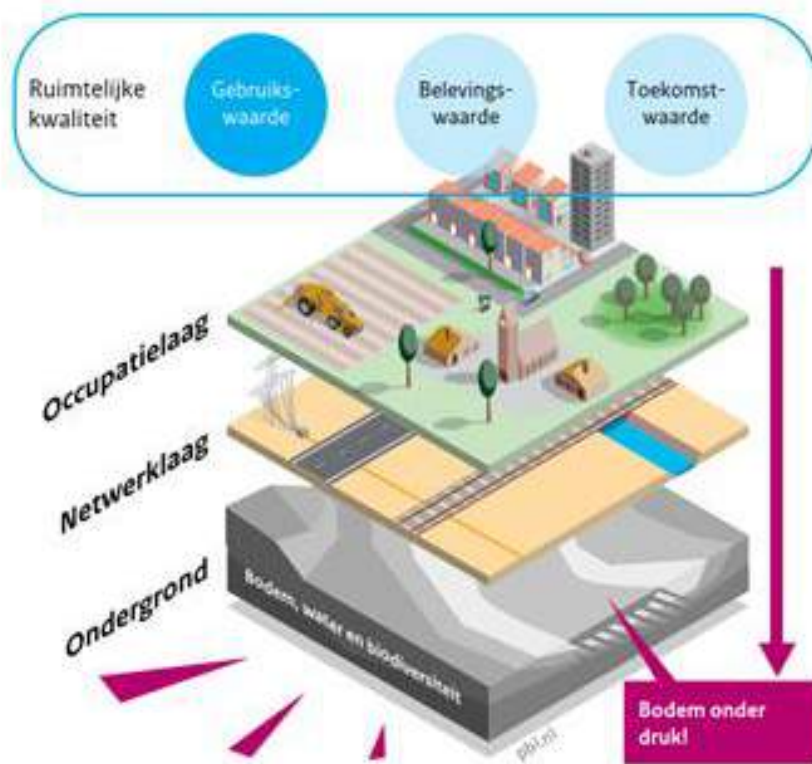 Ruimtelijke
kwaliteit
Gebruiks-
waarde
Belevings-
waarde
Toekomst-
waarde
Occupatielaag
Netwerklaag
Ondergrond
Bodem, water en biodiversiteit
pbl.nl
Bodem onder
druk!